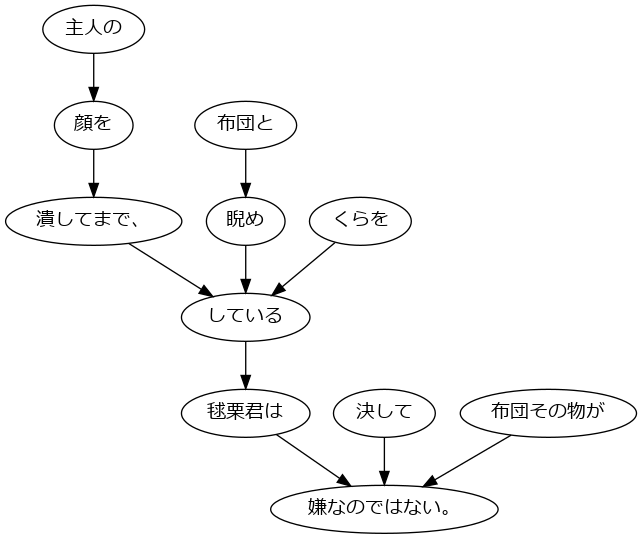 主人の
顔を
布団と
潰してまで、
睨め
くらを
している
毬栗君は
決して
布団その物が
嫌なのではない。